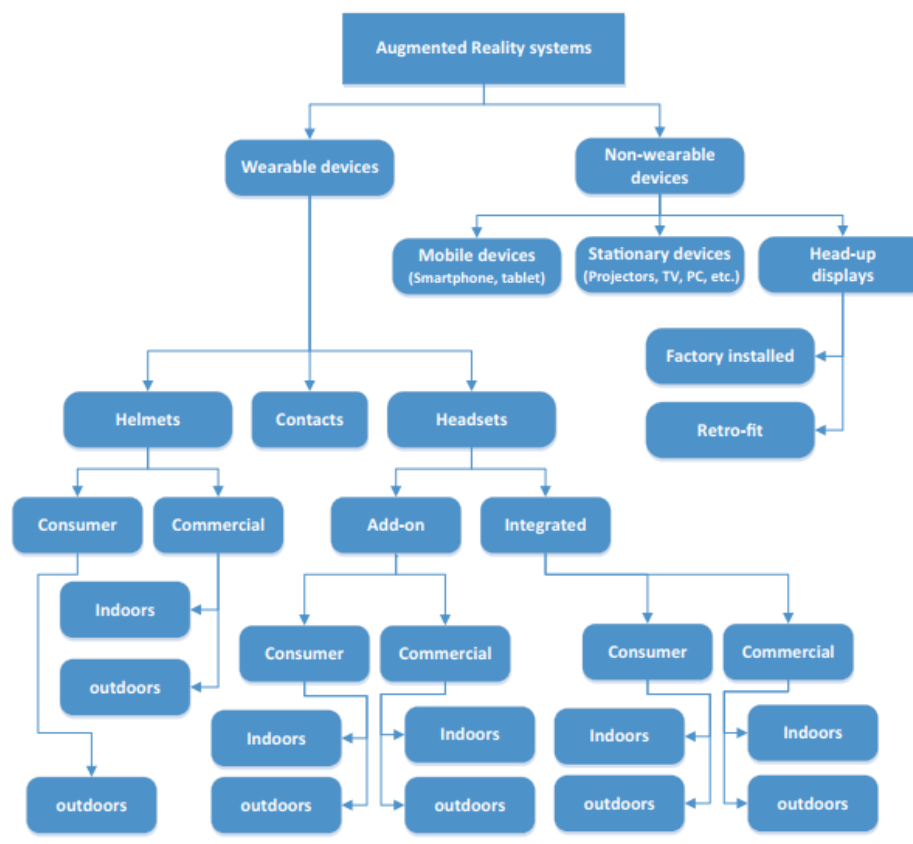 Augmented Reality systems
Wearable devices
Non-wearable
devices
Mobile devices
(Smartphone, tablet)
Stationary devices
(Projectors, TV, PC, etc.)
Head-up
displays
Factory installed
Retro-fit
Helmets
Contacts
Headsets
Consumer
Commercial
Add-on
Integrated
Indoors
outdoors
outdoors
Consumer
Commercial
Indoors
outdoors
Indoors
outdoors
Consumer
Commercial
Indoors
outdoors
Indoors
outdoors